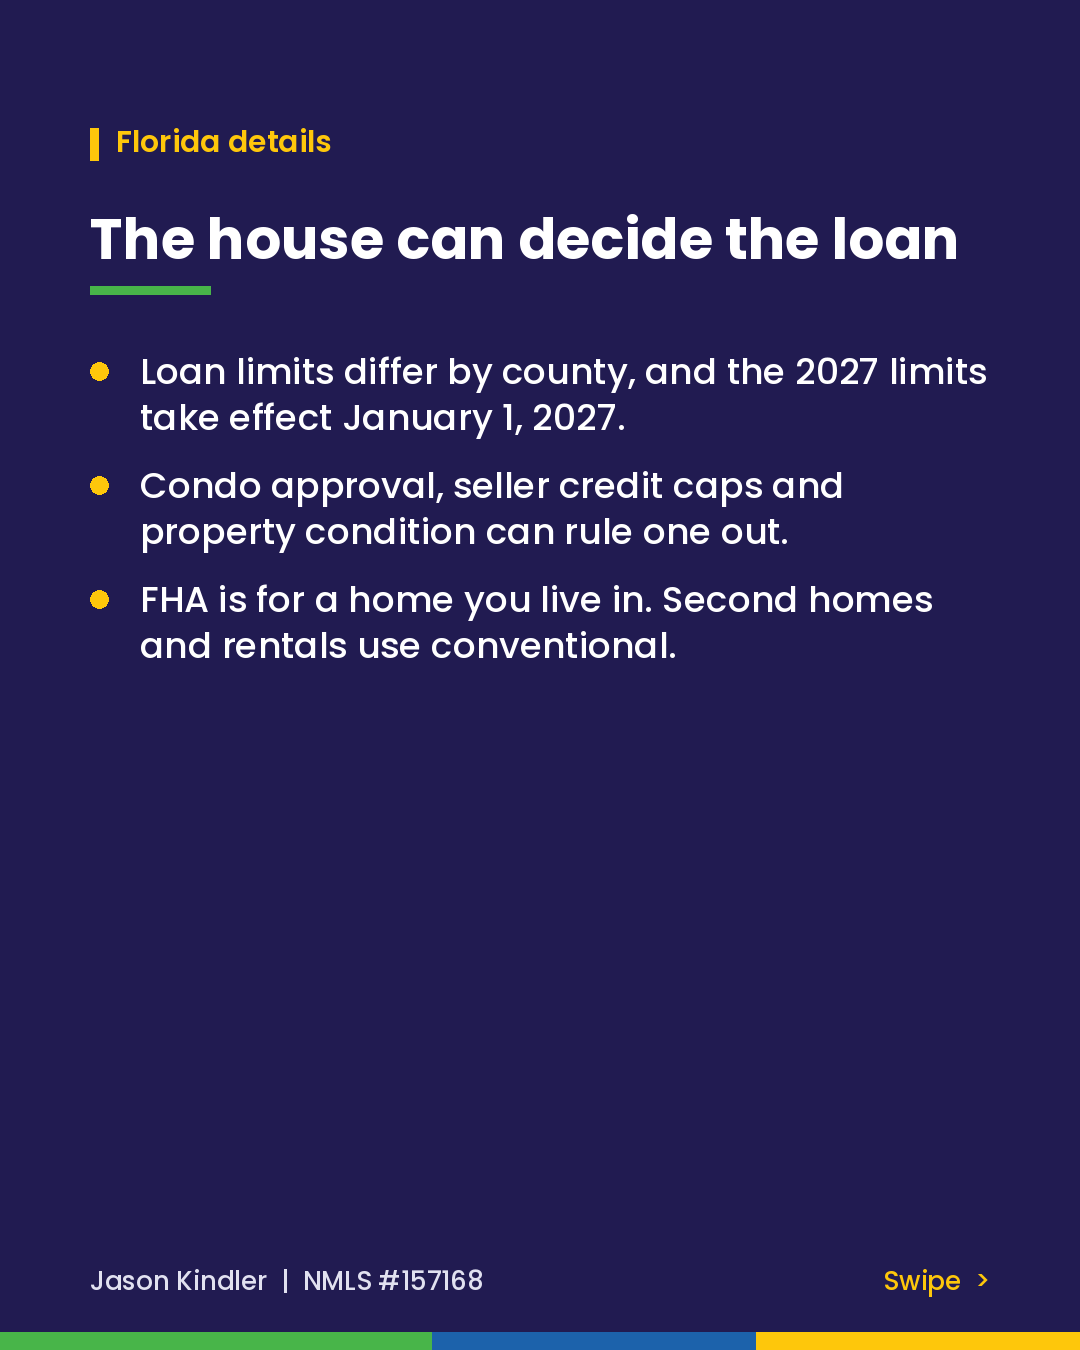 Florida details
The house can decide the loan
Loan limits differ by county, and the 2027 limits
take effect January 1, 2027.
Condo approval, seller credit caps and
property condition can rule one out.
FHA is for a home you live in. Second homes
and rentals use conventional.
Jason Kindler | NMLS #157168
Swipe >